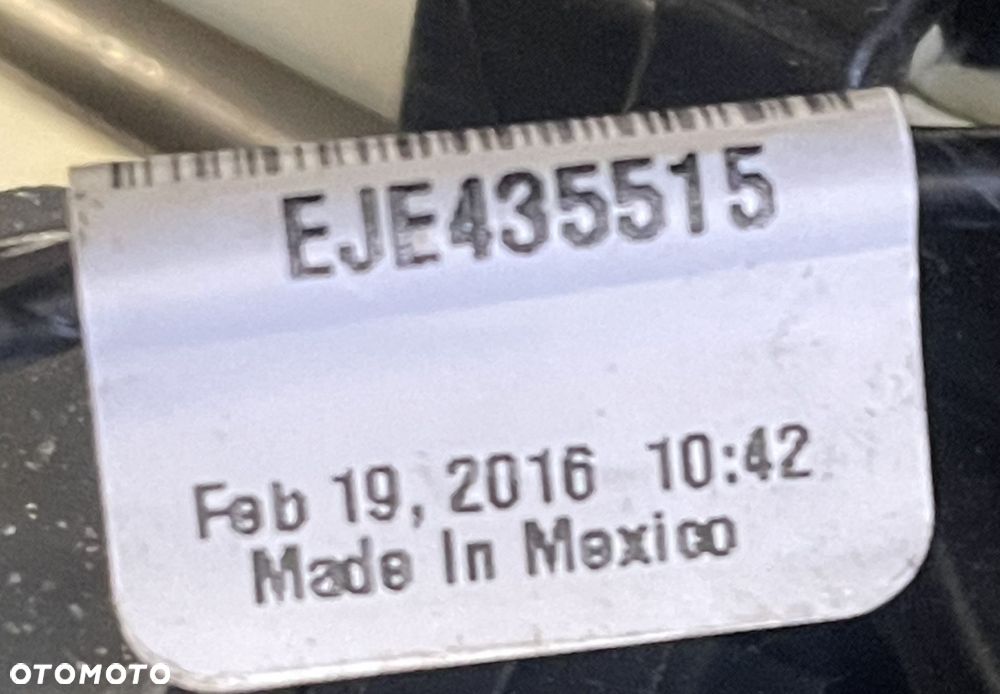 EJE435515
Feb 19, 2016 10:42
Made In Mexico
OTOMOTO